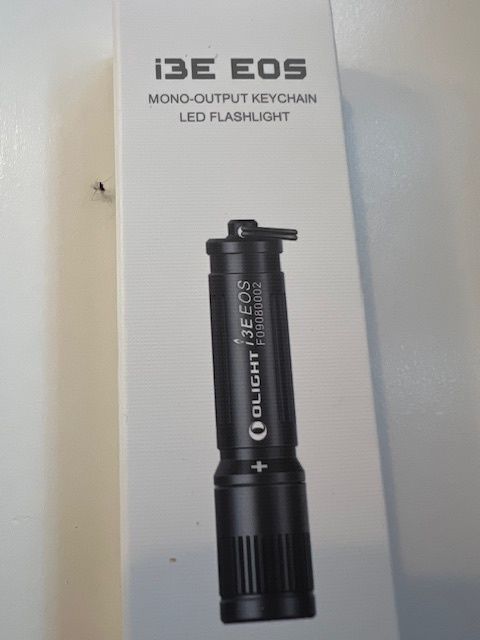 i3E EOS
MONO-OUTPUT KEYCHAIN
LED FLASHLIGHT
OLIGHT i3E EOS
F09080002
+